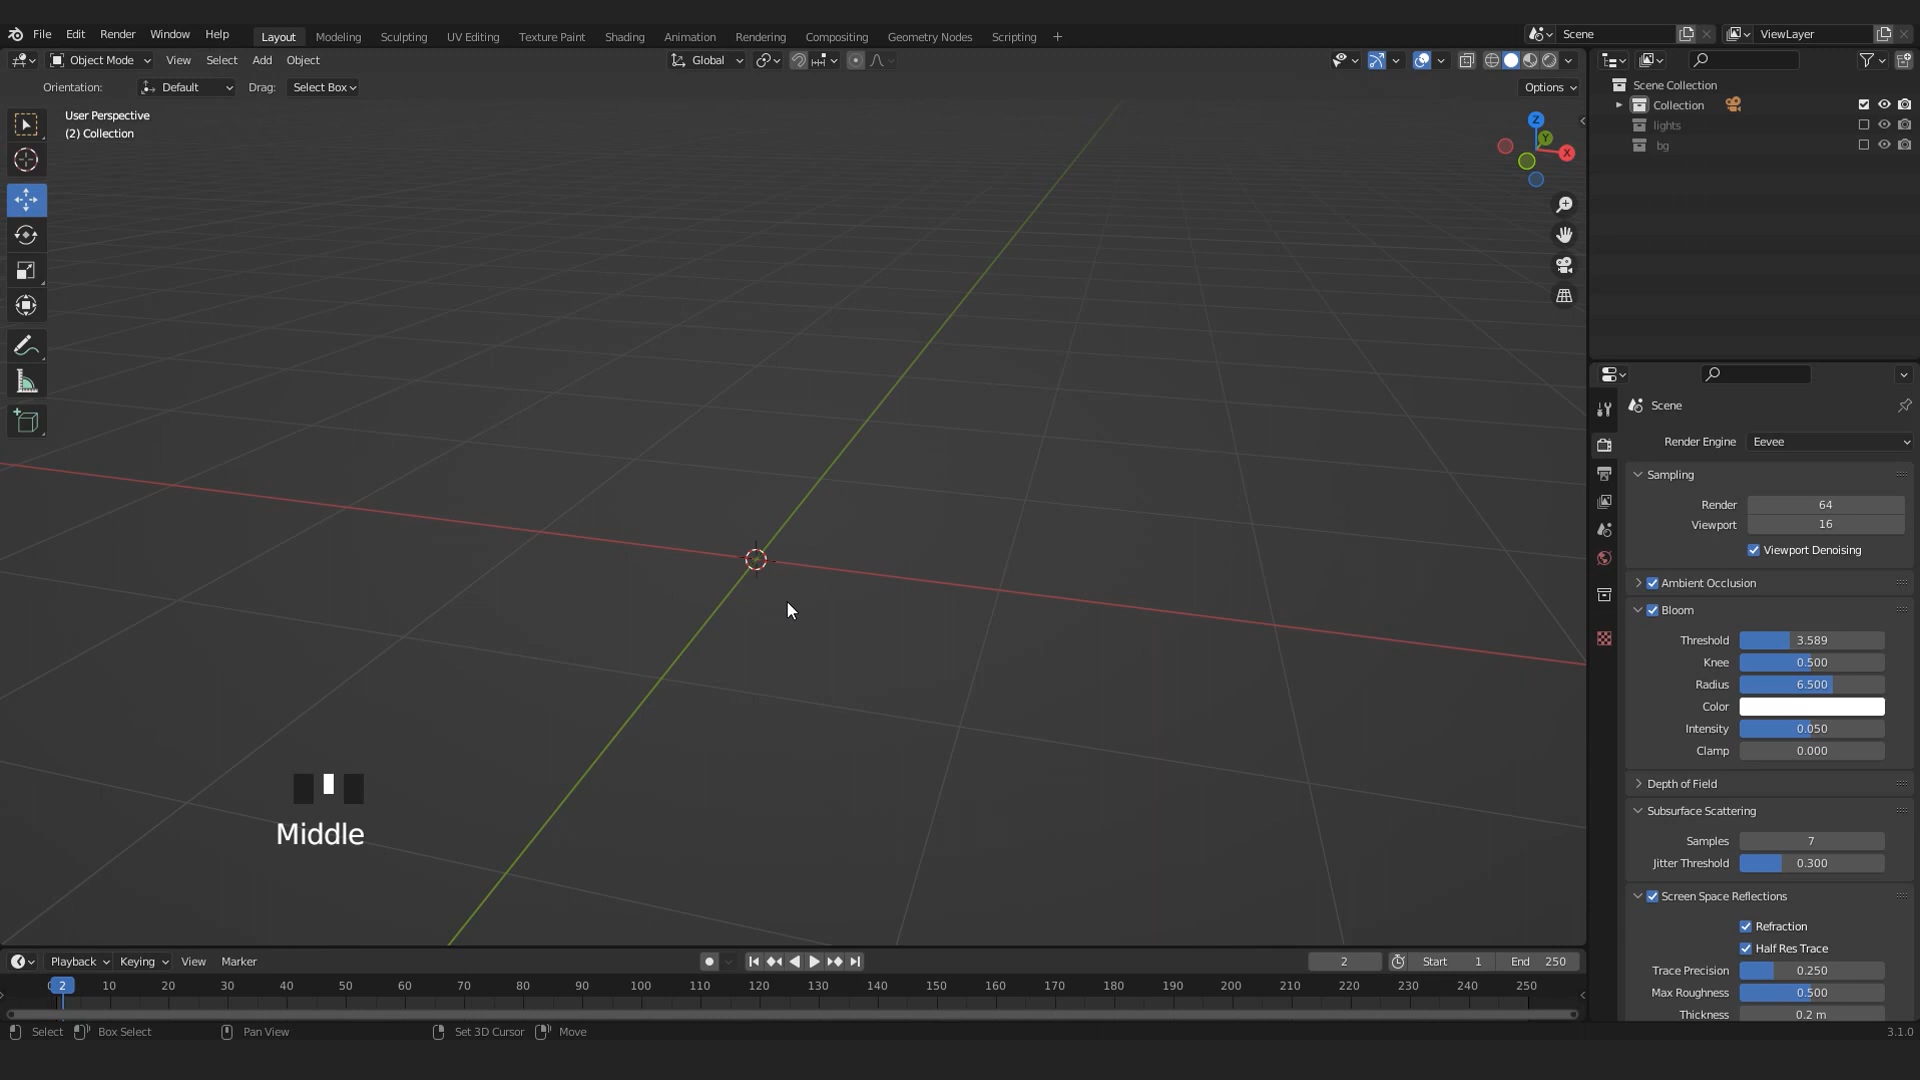 File Edit Render Window Help Layout Modeling Sculpting UV Editing Texture Paint Shading Animation Rendering Compositing Geometry Nodes Scripting + Scene ViewLayer
Object Mode View Select Add Object Global
Orientation: Default Drag: Select Box Options
User Perspective
(2) Collection
Z
Y
X
Scene Collection
Collection
lights
bg
Scene
Render Engine Eevee
Sampling
Render 64
Viewport 16
Viewport Denoising
Ambient Occlusion
Bloom
Threshold 3.589
Knee 0.500
Radius 6.500
Color
Intensity 0.050
Clamp 0.000
Depth of Field
Subsurface Scattering
Samples 7
Jitter Threshold 0.300
Screen Space Reflections
Refraction
Half Res Trace
Trace Precision 0.250
Max Roughness 0.500
Thickness 0.2 m
Middle
Playback Keying View Marker 2 Start 1 End 250
2 10 20 30 40 50 60 70 80 90 100 110 120 130 140 150 160 170 180 190 200 210 220 230 240 250
Select Box Select Pan View Set 3D Cursor Move 3.1.0